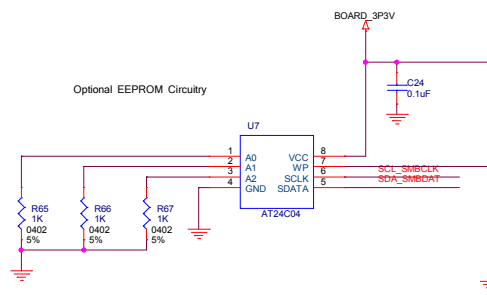 BOARD_3P3V
C24
0.1uF
Optional EEPROM Circuitry
U7
1 A0 VCC 8
2 A1 WP 7
3 A2 SCLK 6 SCL_SMBCLK
4 GND SDATA 5 SDA_SMBDAT
AT24C04
R65 R66 R67
1K 1K 1K
0402 0402 0402
5% 5% 5%